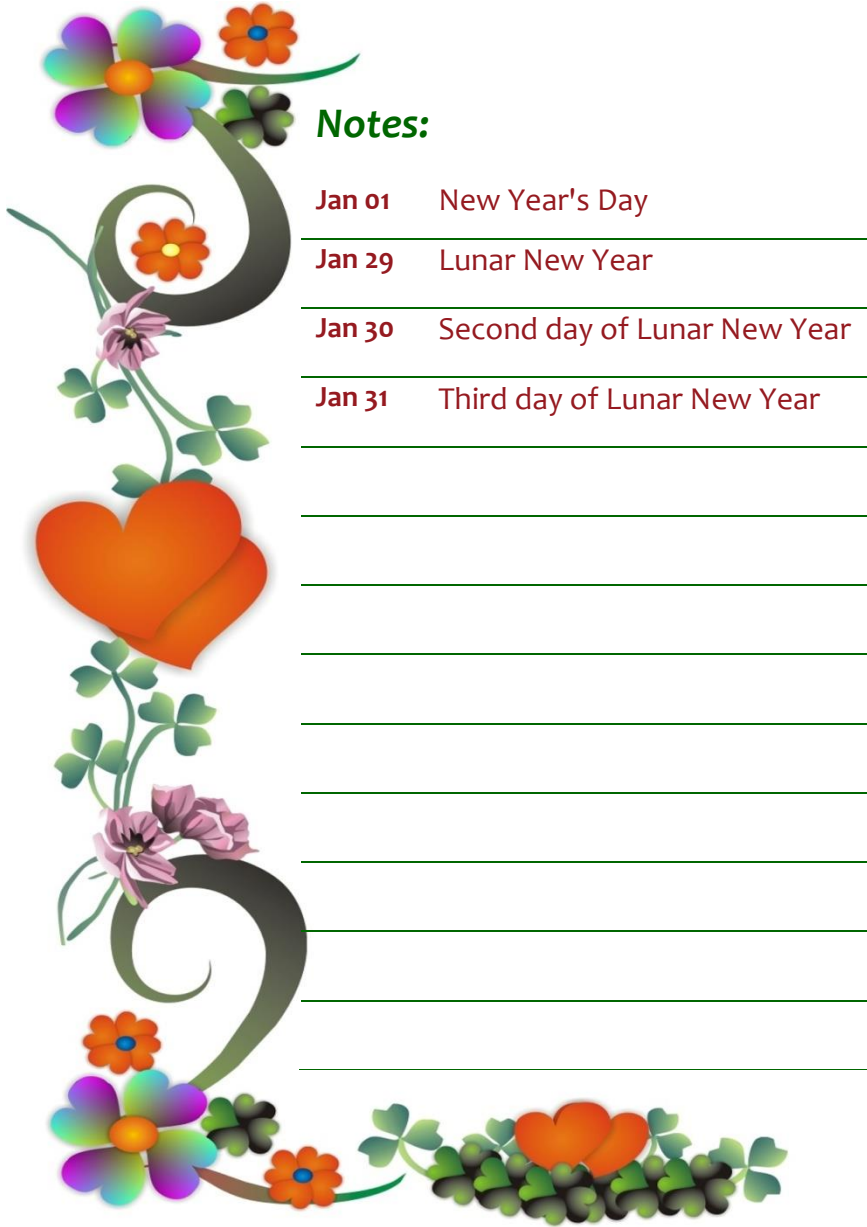 Notes:
Jan 01 New Year's Day
Jan 29 Lunar New Year
Jan 30 Second day of Lunar New Year
Jan 31 Third day of Lunar New Year